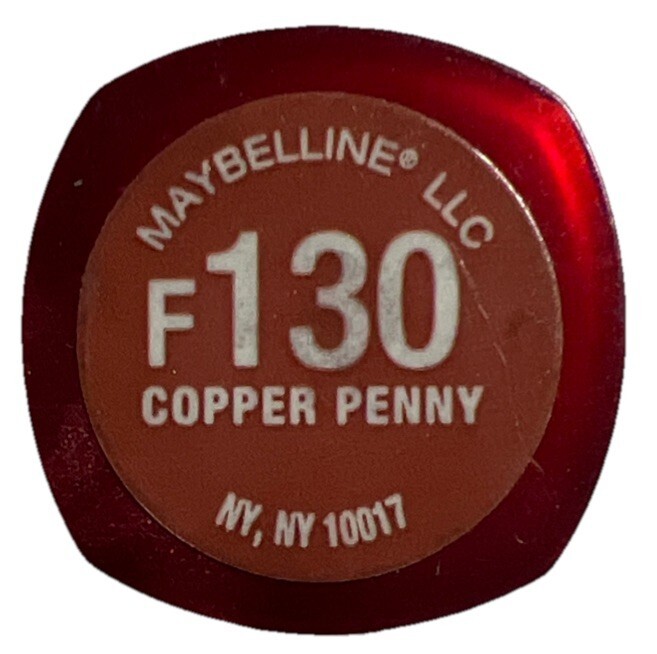 MAYBELLINE® LLC
F130
COPPER PENNY
NY, NY 10017